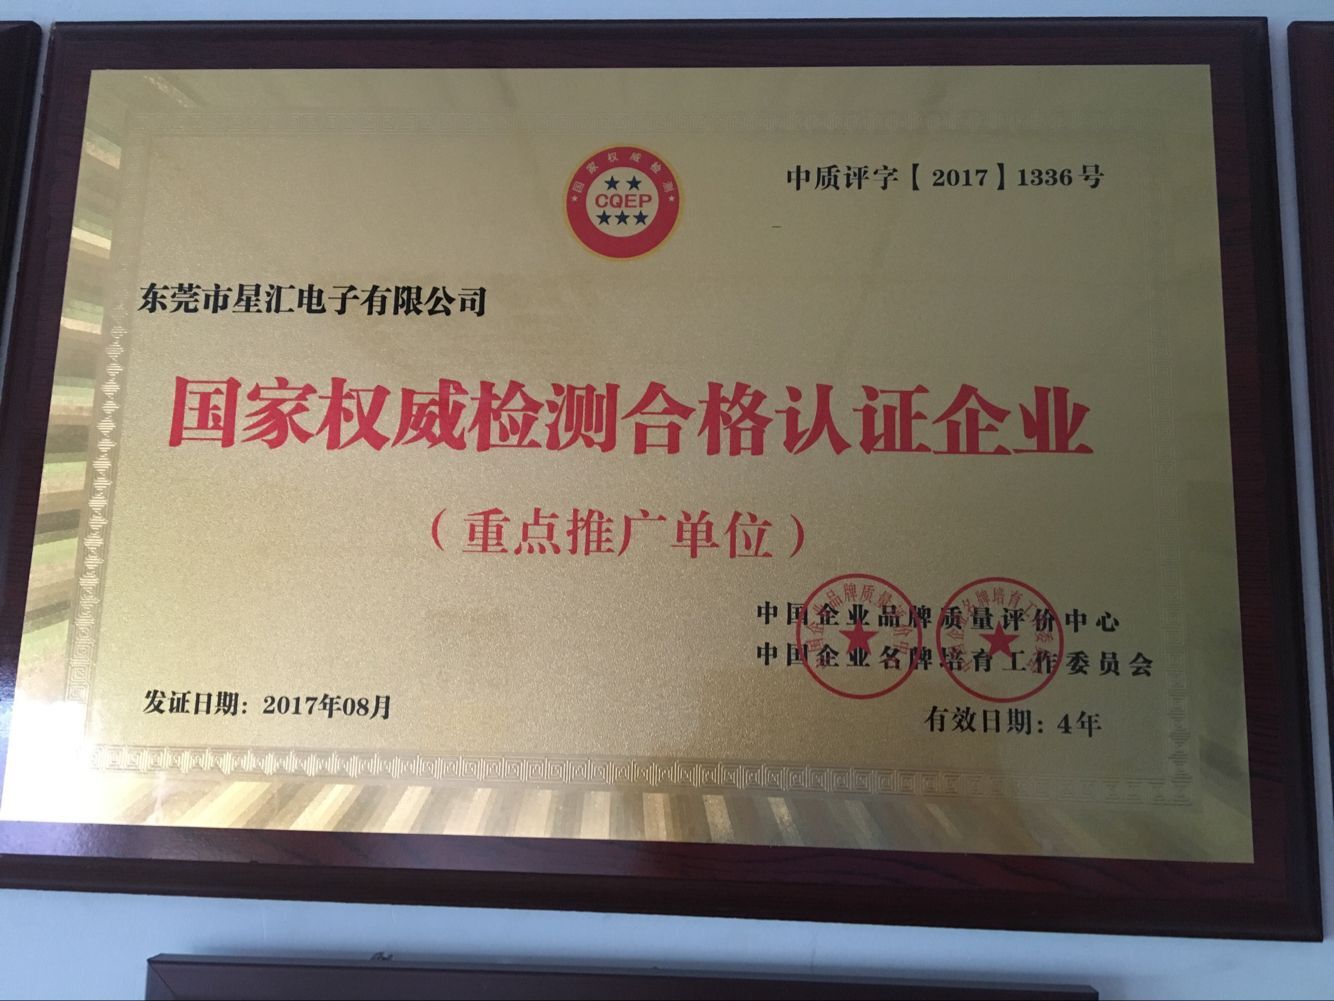 国家权威检测
CQEP
中质评字【2017】1336号
东莞市星汇电子有限公司
国家权威检测合格认证企业
（重点推广单位）
中国企业品牌质量评价中心
中国企业名牌培育工作委员会
发证日期：2017年08月
有效日期：4年